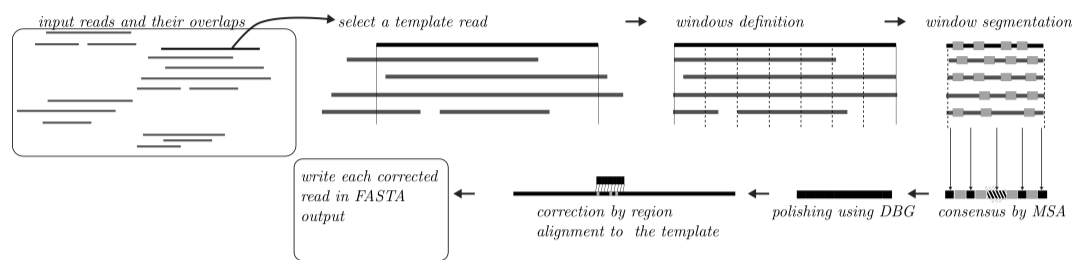 input reads and their overlaps
select a template read
windows definition
window segmentation
write each corrected
read in FASTA
output
correction by region
alignment to the template
polishing using DBG
consensus by MSA